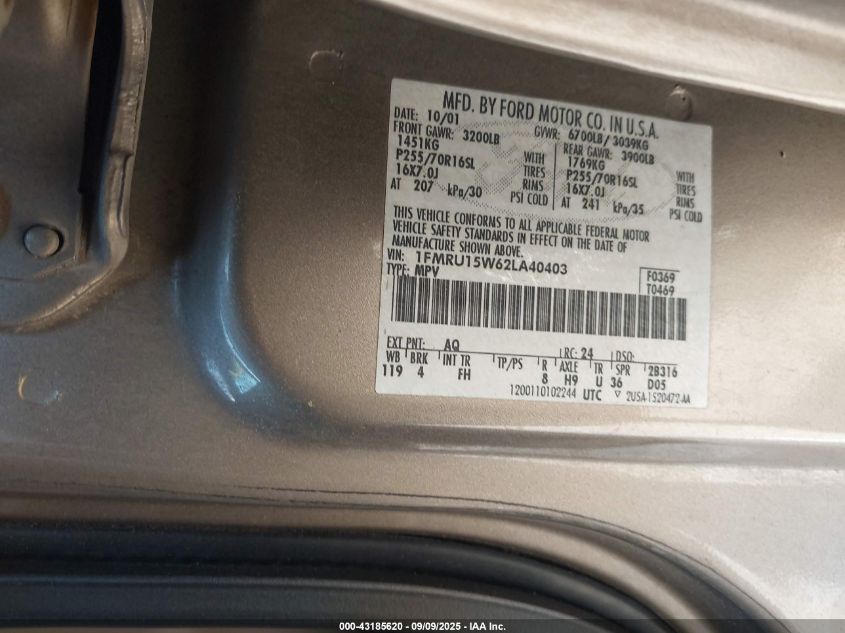 MFD. BY FORD MOTOR CO. IN U.S.A.
DATE: 10/01 GVWR: 6700LB/ 3039KG
FRONT GAWR: 3200LB REAR GAWR: 3900LB
1451KG WITH 1769KG WITH
P255/70R16SL TIRES P255/70R16SL TIRES
16X7.0J RIMS 16X7.0J RIMS
AT 207 kPa/30 PSI COLD AT 241 kPa/35 PSI COLD
THIS VEHICLE CONFORMS TO ALL APPLICABLE FEDERAL MOTOR
VEHICLE SAFETY STANDARDS IN EFFECT ON THE DATE OF
MANUFACTURE SHOWN ABOVE.
VIN: 1FMRU15W62LA40403 F0369
TYPE: MPV T0469
EXT PNT: AQ RC: 24 DSO:
WB BRK INT TR TP/PS R AXLE TR SPR 2B316
119 4 FH 8 H9 U 36 D05
1200110102244 UTC ▽ 2USA-1520472-AA
000-43185620 - 09/09/2025 - IAA Inc.